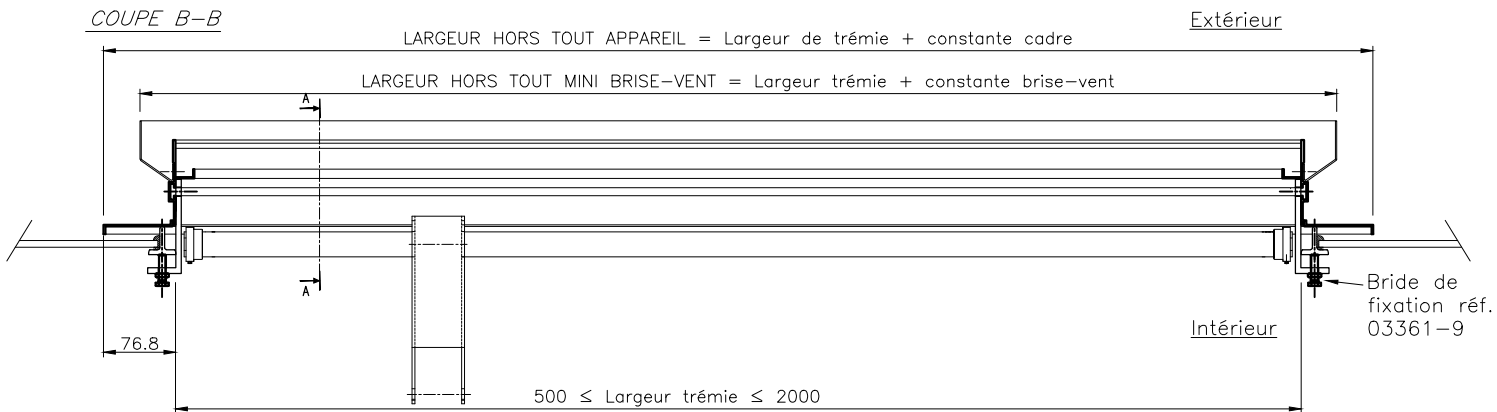 COUPE B-B
Extérieur
LARGEUR HORS TOUT APPAREIL = Largeur de trémie + constante cadre
LARGEUR HORS TOUT MINI BRISE-VENT = Largeur trémie + constante brise-vent
A
A
Bride de
fixation réf.
03361-9
Intérieur
76.8
500 ≤ Largeur trémie ≤ 2000